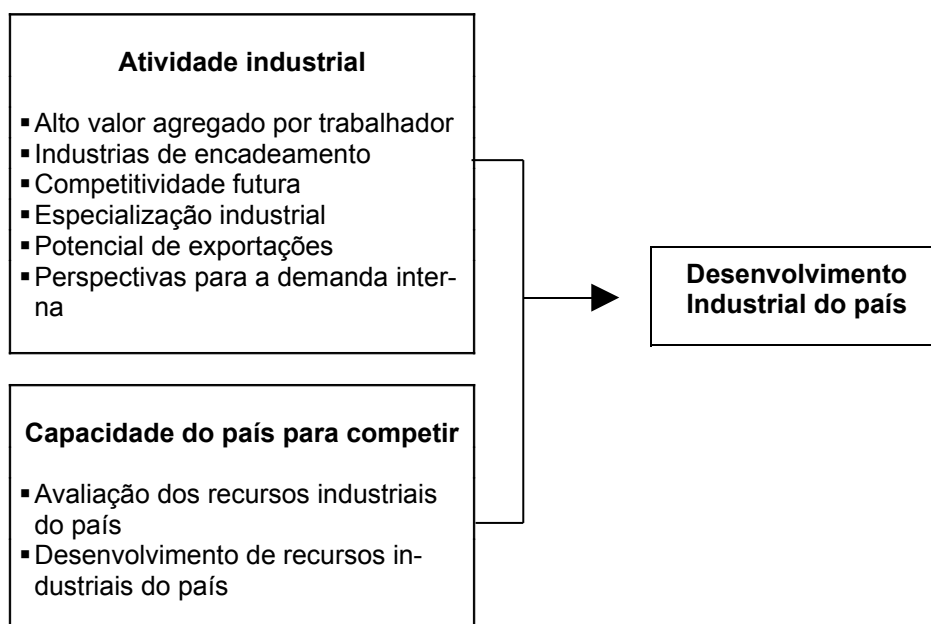 Atividade industrial
▪ Alto valor agregado por trabalhador
▪ Industrias de encadeamento
▪ Competitividade futura
▪ Especialização industrial
▪ Potencial de exportações
▪ Perspectivas para a demanda inter-
na
Desenvolvimento
Industrial do país
Capacidade do país para competir
▪ Avaliação dos recursos industriais
do país
▪ Desenvolvimento de recursos in-
dustriais do país